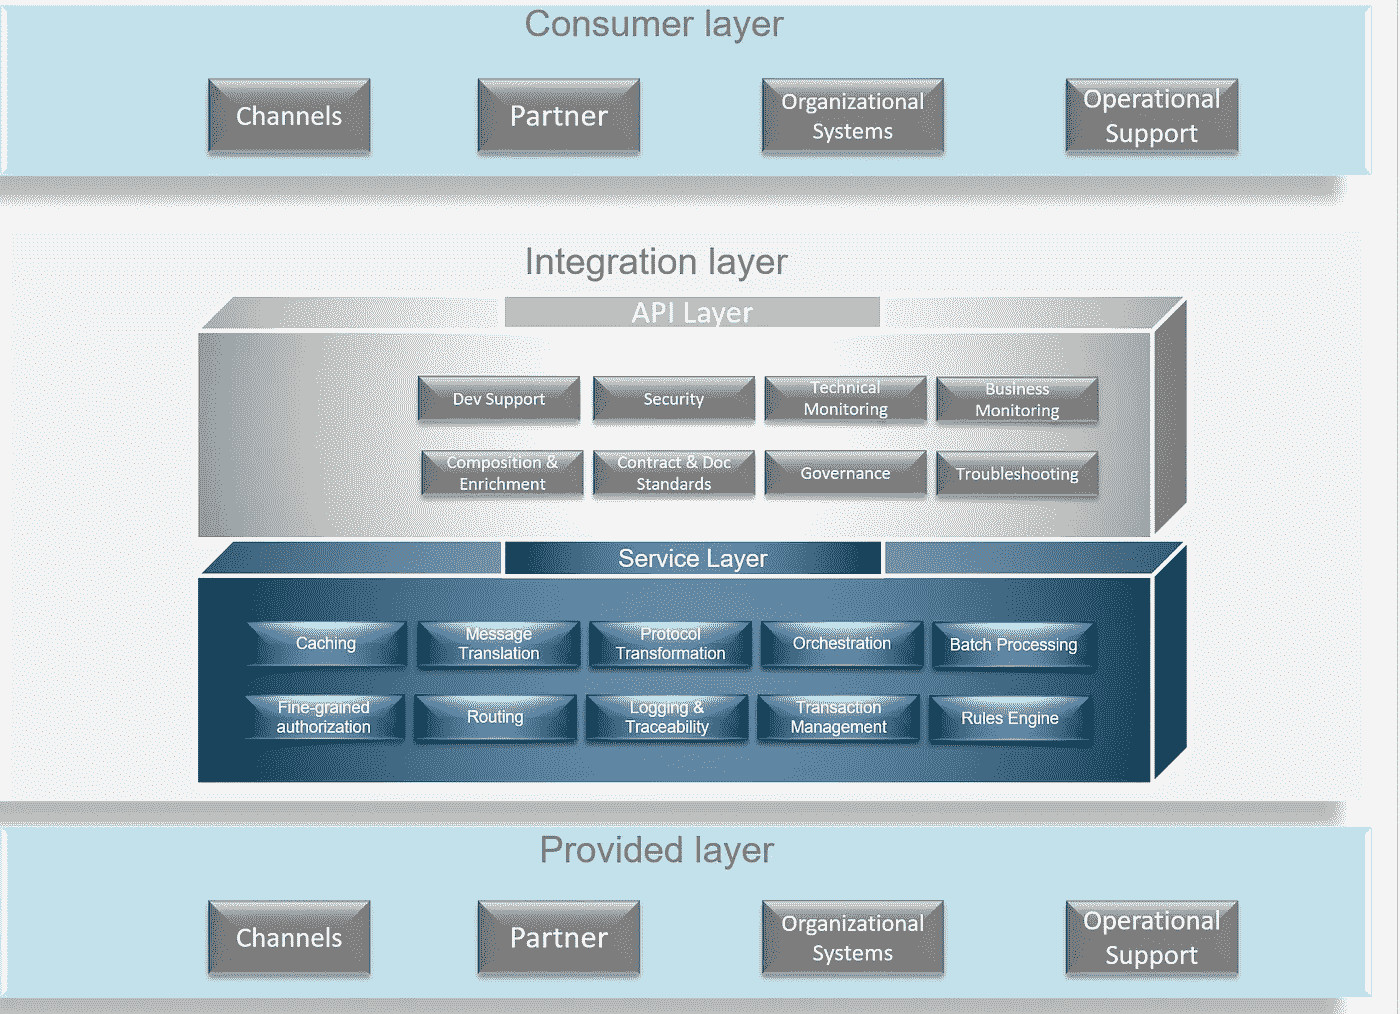 Consumer layer
Channels
Partner
Organizational
Systems
Operational
Support
Integration layer
API Layer
Dev Support
Security
Technical
Monitoring
Business
Monitoring
Composition &
Enrichment
Contract & Doc
Standards
Governance
Troubleshooting
Service Layer
Caching
Message
Translation
Protocol
Transformation
Orchestration
Batch Processing
Fine-grained
authorization
Routing
Logging &
Traceability
Transaction
Management
Rules Engine
Provided layer
Channels
Partner
Organizational
Systems
Operational
Support